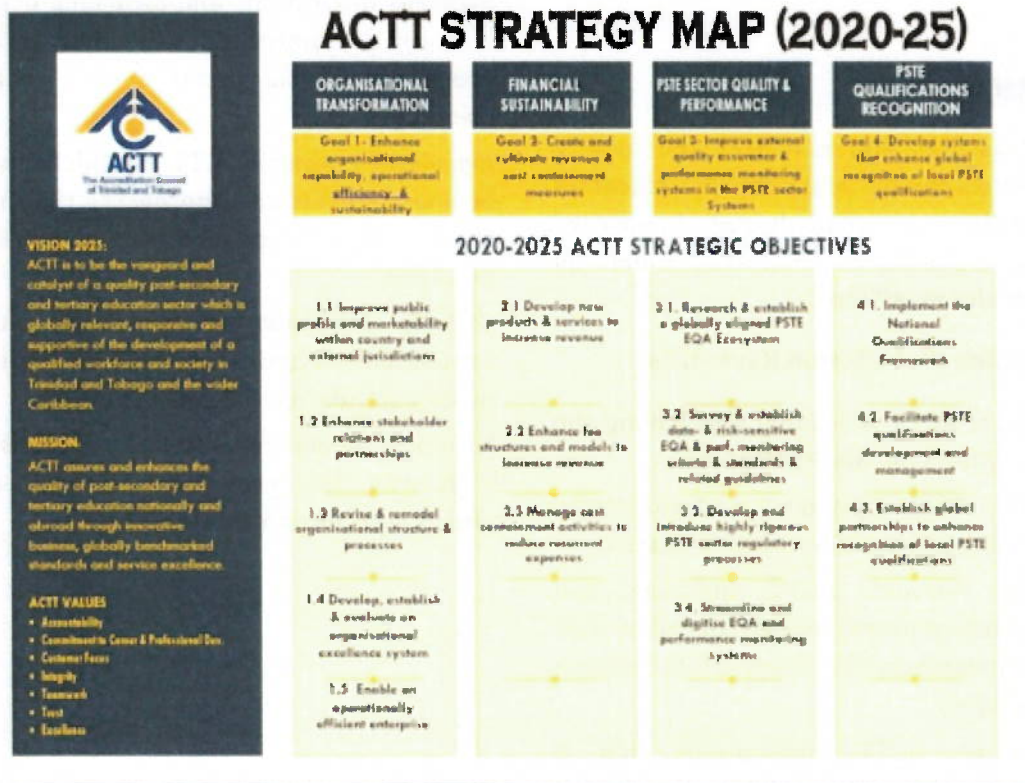 ACTT STRATEGY MAP (2020-25)
ACTT
The Accreditation Council
of Trinidad and Tobago
VISION 2025:
ACTT is to be the vanguard and
catalyst of a quality post-secondary
and tertiary education sector which is
globally relevant, responsive and
supportive of the development of a
qualified workforce and society in
Trinidad and Tobago and the wider
Caribbean.
MISSION:
ACTT assures and enhances the
quality of post-secondary and
tertiary education nationally and
abroad through innovative
business, globally benchmarked
standards and service excellence.
ACTT VALUES
• Accountability
• Commitment to Career & Professional Dev.
• Customer Focus
• Integrity
• Teamwork
• Trust
• Excellence
ORGANISATIONAL
TRANSFORMATION
Goal 1- Enhance
organisational
capability, operational
efficiency &
sustainability
FINANCIAL
SUSTAINABILITY
Goal 2- Create and
cultivate revenue &
cost containment
measures
PSTE SECTOR QUALITY &
PERFORMANCE
Goal 3- Improve external
quality assurance &
performance monitoring
systems in the PSTE sector
Systems
PSTE
QUALIFICATIONS
RECOGNITION
Goal 4- Develop systems
that enhance global
recognition of local PSTE
qualifications
2020-2025 ACTT STRATEGIC OBJECTIVES
1.1 Improve public
profile and marketability
within country and
external jurisdictions
1.2 Enhance stakeholder
relations and
partnerships
1.3 Revise & remodel
organisational structure &
processes
1.4 Develop, establish
& evaluate an
organisational
excellence system
1.5 Enable an
operationally
efficient enterprise
2.1 Develop new
products & services to
increase revenue
2.2 Enhance fee
structures and models to
increase revenue
2.3 Manage cost
containment activities to
reduce recurrent
expenses
3.1. Research & establish
a globally aligned PSTE
EQA Ecosystem
3.2. Survey & establish
data- & risk-sensitive
EQA & perf. monitoring
criteria & standards &
related guidelines
3.3. Develop and
introduce highly rigorous
PSTE sector regulatory
processes
3.4. Streamline and
digitise EQA and
performance monitoring
systems
4.1. Implement the
National
Qualifications
Framework
4.2. Facilitate PSTE
qualifications
development and
management
4.3. Establish global
partnerships to enhance
recognition of local PSTE
qualifications